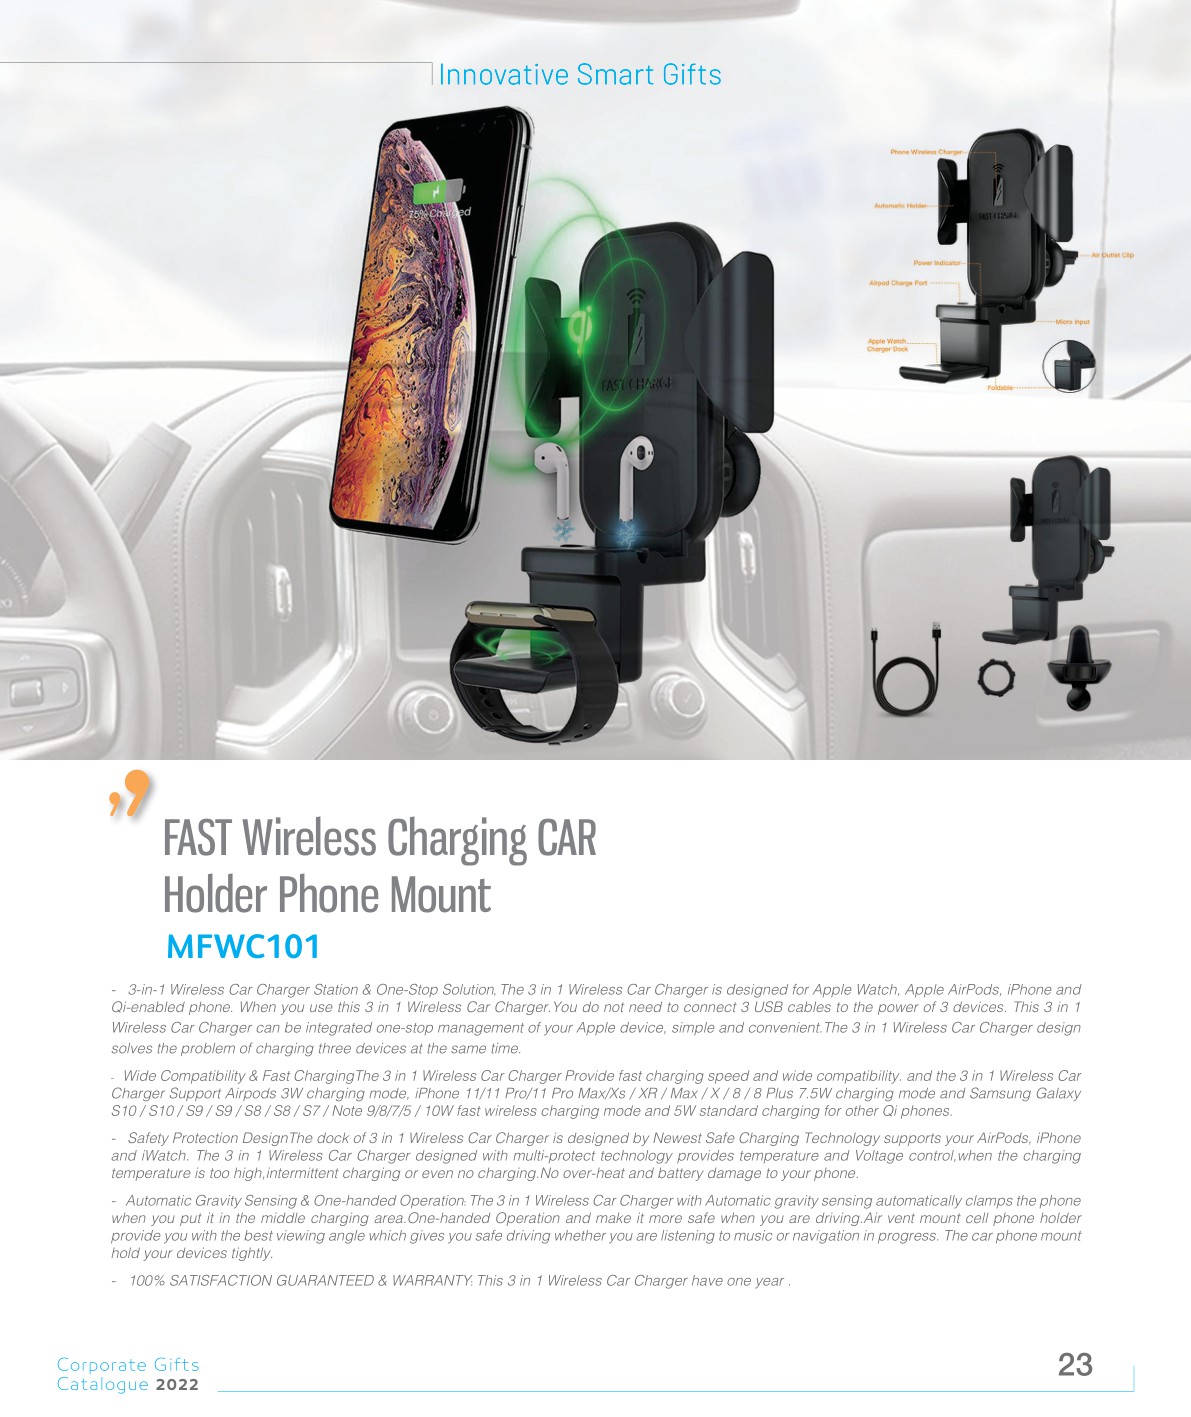 Innovative Smart Gifts
75% Charged
qi
FAST CHARGE
Phone Wireless Charger
FAST CHARGE
Automatic Holder
Air Outlet Clip
Power Indicator
Airpod Charge Port
Micro Input
Apple Watch
Charger Dock
Foldable
FAST Wireless Charging CAR
Holder Phone Mount
MFWC101
- 3-in-1 Wireless Car Charger Station & One-Stop Solution, The 3 in 1 Wireless Car Charger is designed for Apple Watch, Apple AirPods, iPhone and
Qi-enabled phone. When you use this 3 in 1 Wireless Car Charger.You do not need to connect 3 USB cables to the power of 3 devices. This 3 in 1
Wireless Car Charger can be integrated one-stop management of your Apple device, simple and convenient.The 3 in 1 Wireless Car Charger design
solves the problem of charging three devices at the same time.
- Wide Compatibility & Fast ChargingThe 3 in 1 Wireless Car Charger Provide fast charging speed and wide compatibility. and the 3 in 1 Wireless Car
Charger Support Airpods 3W charging mode, iPhone 11/11 Pro/11 Pro Max/Xs / XR / Max / X / 8 / 8 Plus 7.5W charging mode and Samsung Galaxy
S10 / S10 / S9 / S9 / S8 / S8 / S7 / Note 9/8/7/5 / 10W fast wireless charging mode and 5W standard charging for other Qi phones.
- Safety Protection DesignThe dock of 3 in 1 Wireless Car Charger is designed by Newest Safe Charging Technology supports your AirPods, iPhone
and iWatch. The 3 in 1 Wireless Car Charger designed with multi-protect technology provides temperature and Voltage control,when the charging
temperature is too high,intermittent charging or even no charging.No over-heat and battery damage to your phone.
- Automatic Gravity Sensing & One-handed Operation: The 3 in 1 Wireless Car Charger with Automatic gravity sensing automatically clamps the phone
when you put it in the middle charging area.One-handed Operation and make it more safe when you are driving.Air vent mount cell phone holder
provide you with the best viewing angle which gives you safe driving whether you are listening to music or navigation in progress. The car phone mount
hold your devices tightly.
- 100% SATISFACTION GUARANTEED & WARRANTY: This 3 in 1 Wireless Car Charger have one year .
Corporate Gifts
Catalogue 2022
23